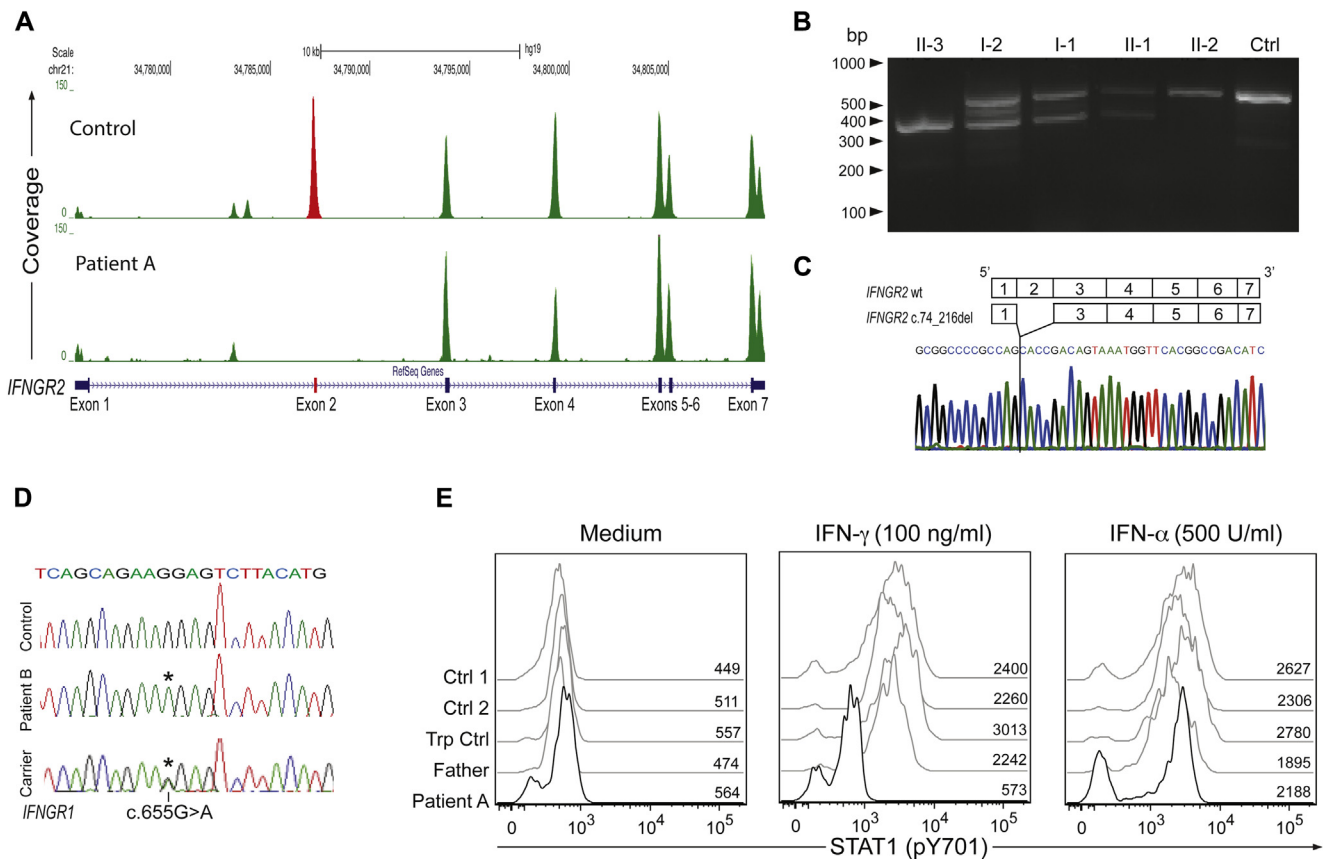 A
Scale
10 kb
hg19
chr21:
34,780,000
34,785,000
34,790,000
34,795,000
34,800,000
34,805,000
150
Control
0
150
Patient A
0
Coverage
RefSeq Genes
IFNGR2
Exon 1
Exon 2
Exon 3
Exon 4
Exons 5-6
Exon 7
B
bp
II-3
I-2
I-1
II-1
II-2
Ctrl
1000
500
400
300
200
100
C
5’
3’
IFNGR2 wt
1 2 3 4 5 6 7
IFNGR2 c.74_216del
1 3 4 5 6 7
GCGGCCCCGCCAGCACCGACAGTAAATGGTTCACGGCCGACATC
D
TCAGCAGAAGGAGTCTTACATG
Control
Patient B
*
Carrier
*
IFNGR1
c.655G>A
E
Medium
IFN-γ (100 ng/ml)
IFN-α (500 U/ml)
Ctrl 1
449
2400
2627
Ctrl 2
511
2260
2306
Trp Ctrl
557
3013
2780
Father
474
2242
1895
Patient A
564
573
2188
0 10³ 10⁴ 10⁵
0 10³ 10⁴ 10⁵
0 10³ 10⁴ 10⁵
STAT1 (pY701)